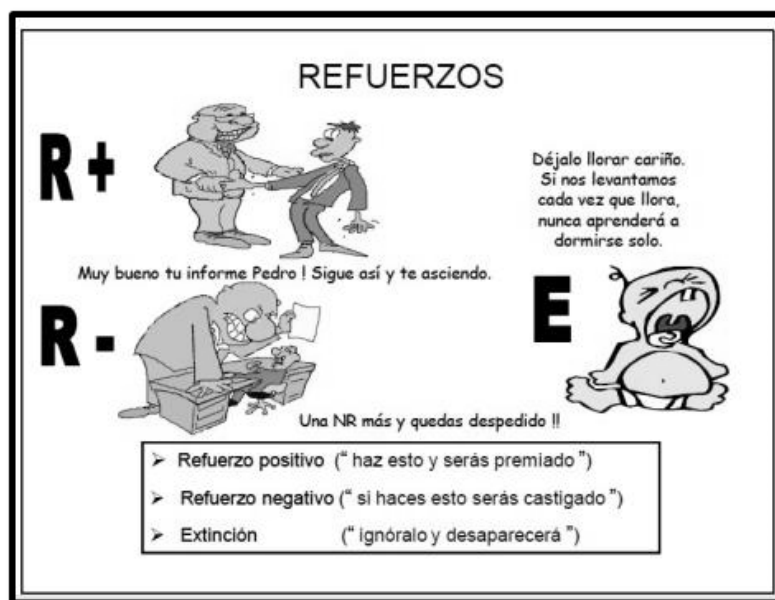 REFUERZOS
R +
Muy bueno tu informe Pedro ! Sigue así y te asciendo.
R -
Una NR más y quedas despedido !!
Déjalo llorar cariño.
Si nos levantamos
cada vez que llora,
nunca aprenderá a
dormirse solo.
E
➢ Refuerzo positivo (“ haz esto y serás premiado ”)
➢ Refuerzo negativo (“ si haces esto serás castigado ”)
➢ Extinción (“ ignóralo y desaparecerá ”)